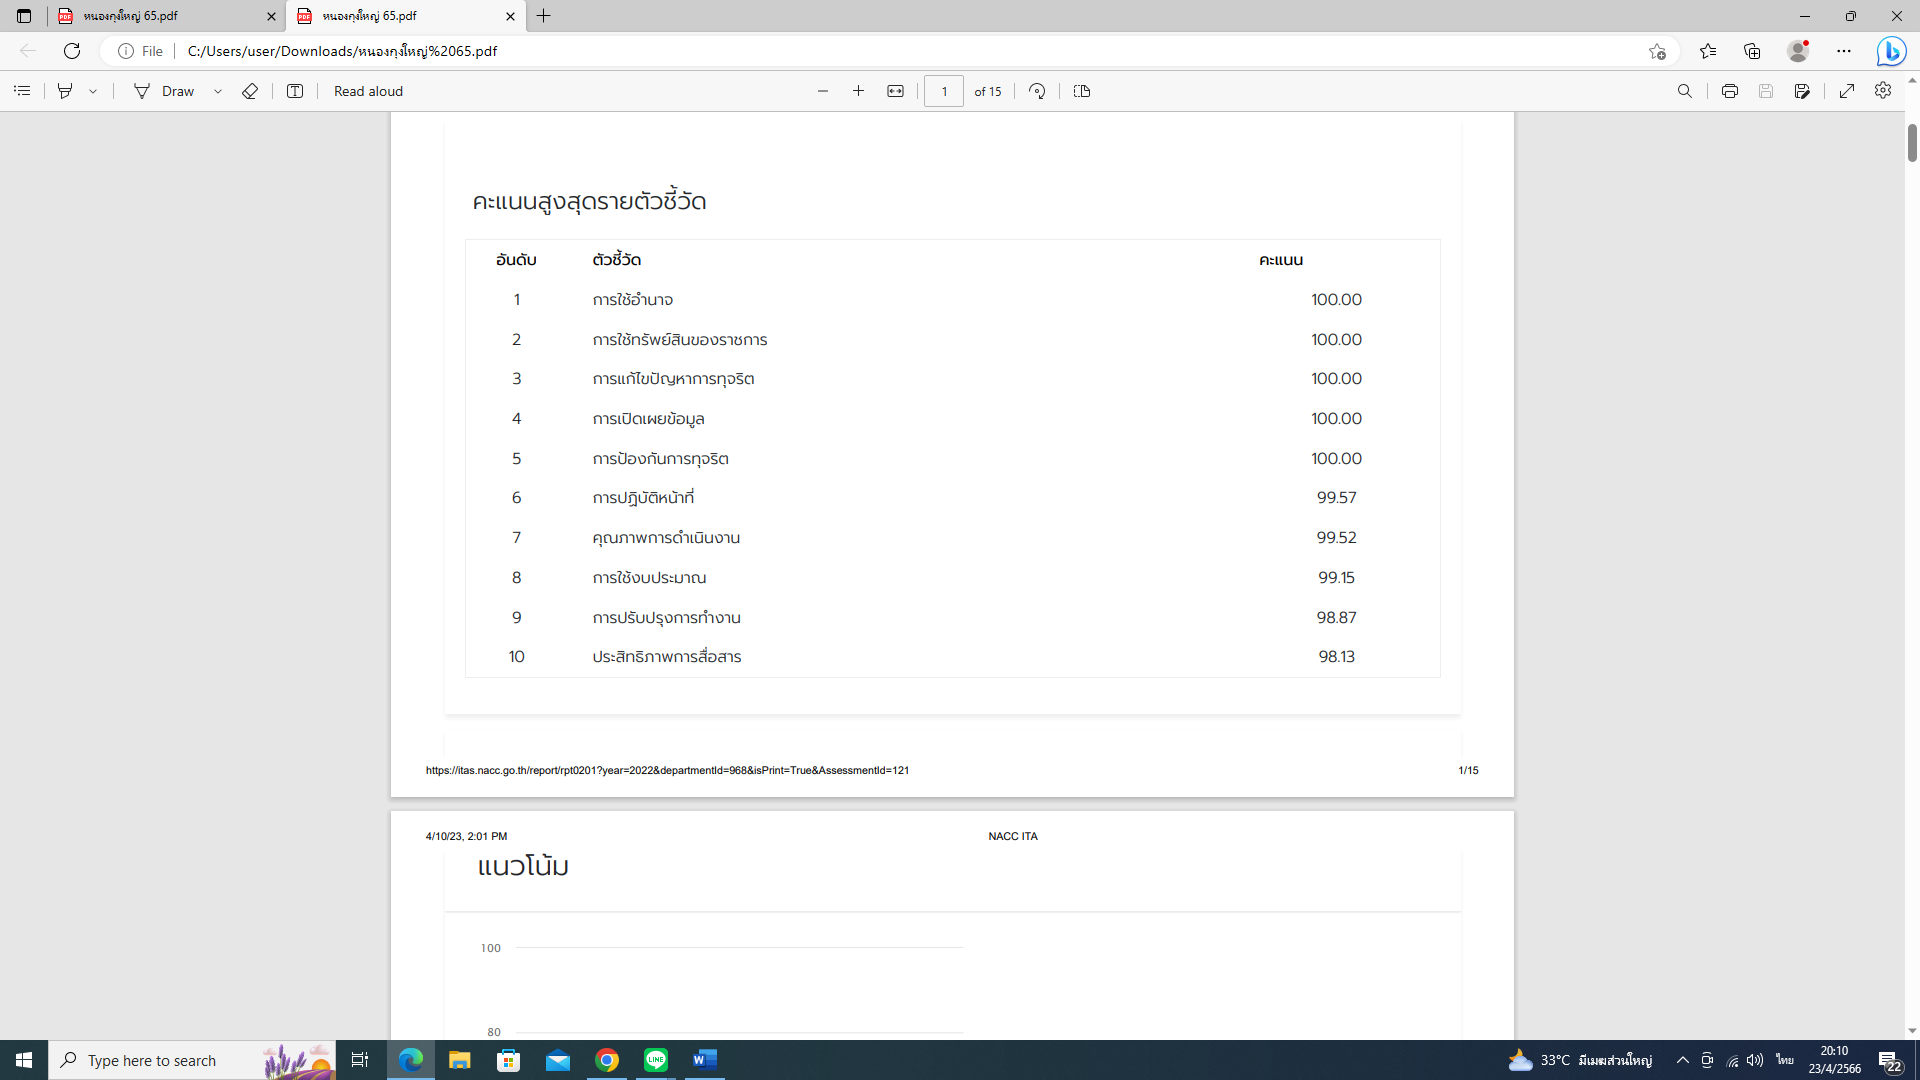 หนองกุงใหญ่ 65.pdf
หนองกุงใหญ่ 65.pdf
File
C:/Users/user/Downloads/หนองกุงใหญ่%2065.pdf
Draw
Read aloud
1
of 15
คะแนนสูงสุดรายตัวชี้วัด
อันดับ ตัวชี้วัด คะแนน
1 การใช้อำนาจ 100.00
2 การใช้ทรัพย์สินของราชการ 100.00
3 การแก้ไขปัญหาการทุจริต 100.00
4 การเปิดเผยข้อมูล 100.00
5 การป้องกันการทุจริต 100.00
6 การปฏิบัติหน้าที่ 99.57
7 คุณภาพการดำเนินงาน 99.52
8 การใช้งบประมาณ 99.15
9 การปรับปรุงการทำงาน 98.87
10 ประสิทธิภาพการสื่อสาร 98.13
https://itas.nacc.go.th/report/rpt0201?year=2022&departmentId=968&isPrint=True&AssessmentId=121 1/15
4/10/23, 2:01 PM NACC ITA
แนวโน้ม
100
80
Type here to search
33°C มีเมฆส่วนใหญ่
ไทย
20:10
23/4/2566
22